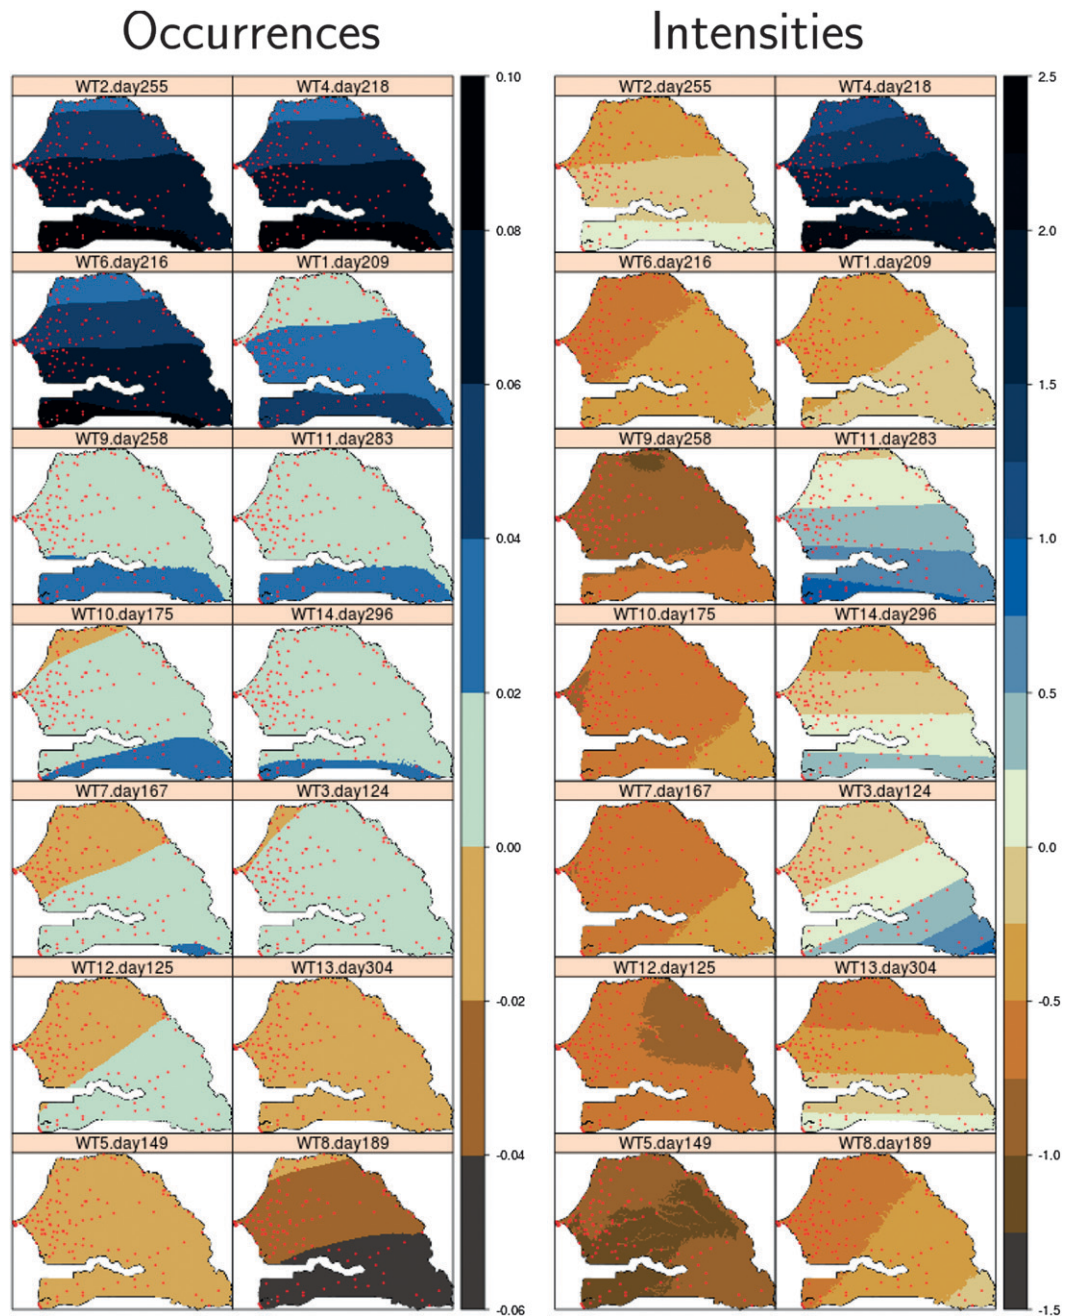 Occurrences Intensities
WT2.day255 WT4.day218 0.10 WT2.day255 WT4.day218 2.5
0.08 2.0
WT6.day216 WT1.day209 WT6.day216 WT1.day209
0.06 1.5
WT9.day258 WT11.day283 WT9.day258 WT11.day283
0.04 1.0
WT10.day175 WT14.day296 WT10.day175 WT14.day296
0.02 0.5
WT7.day167 WT3.day124 WT7.day167 WT3.day124
0.00 0.0
WT12.day125 WT13.day304 WT12.day125 WT13.day304
-0.02 -0.5
WT5.day149 WT8.day189 WT5.day149 WT8.day189
-0.04 -1.0
-0.06 -1.5